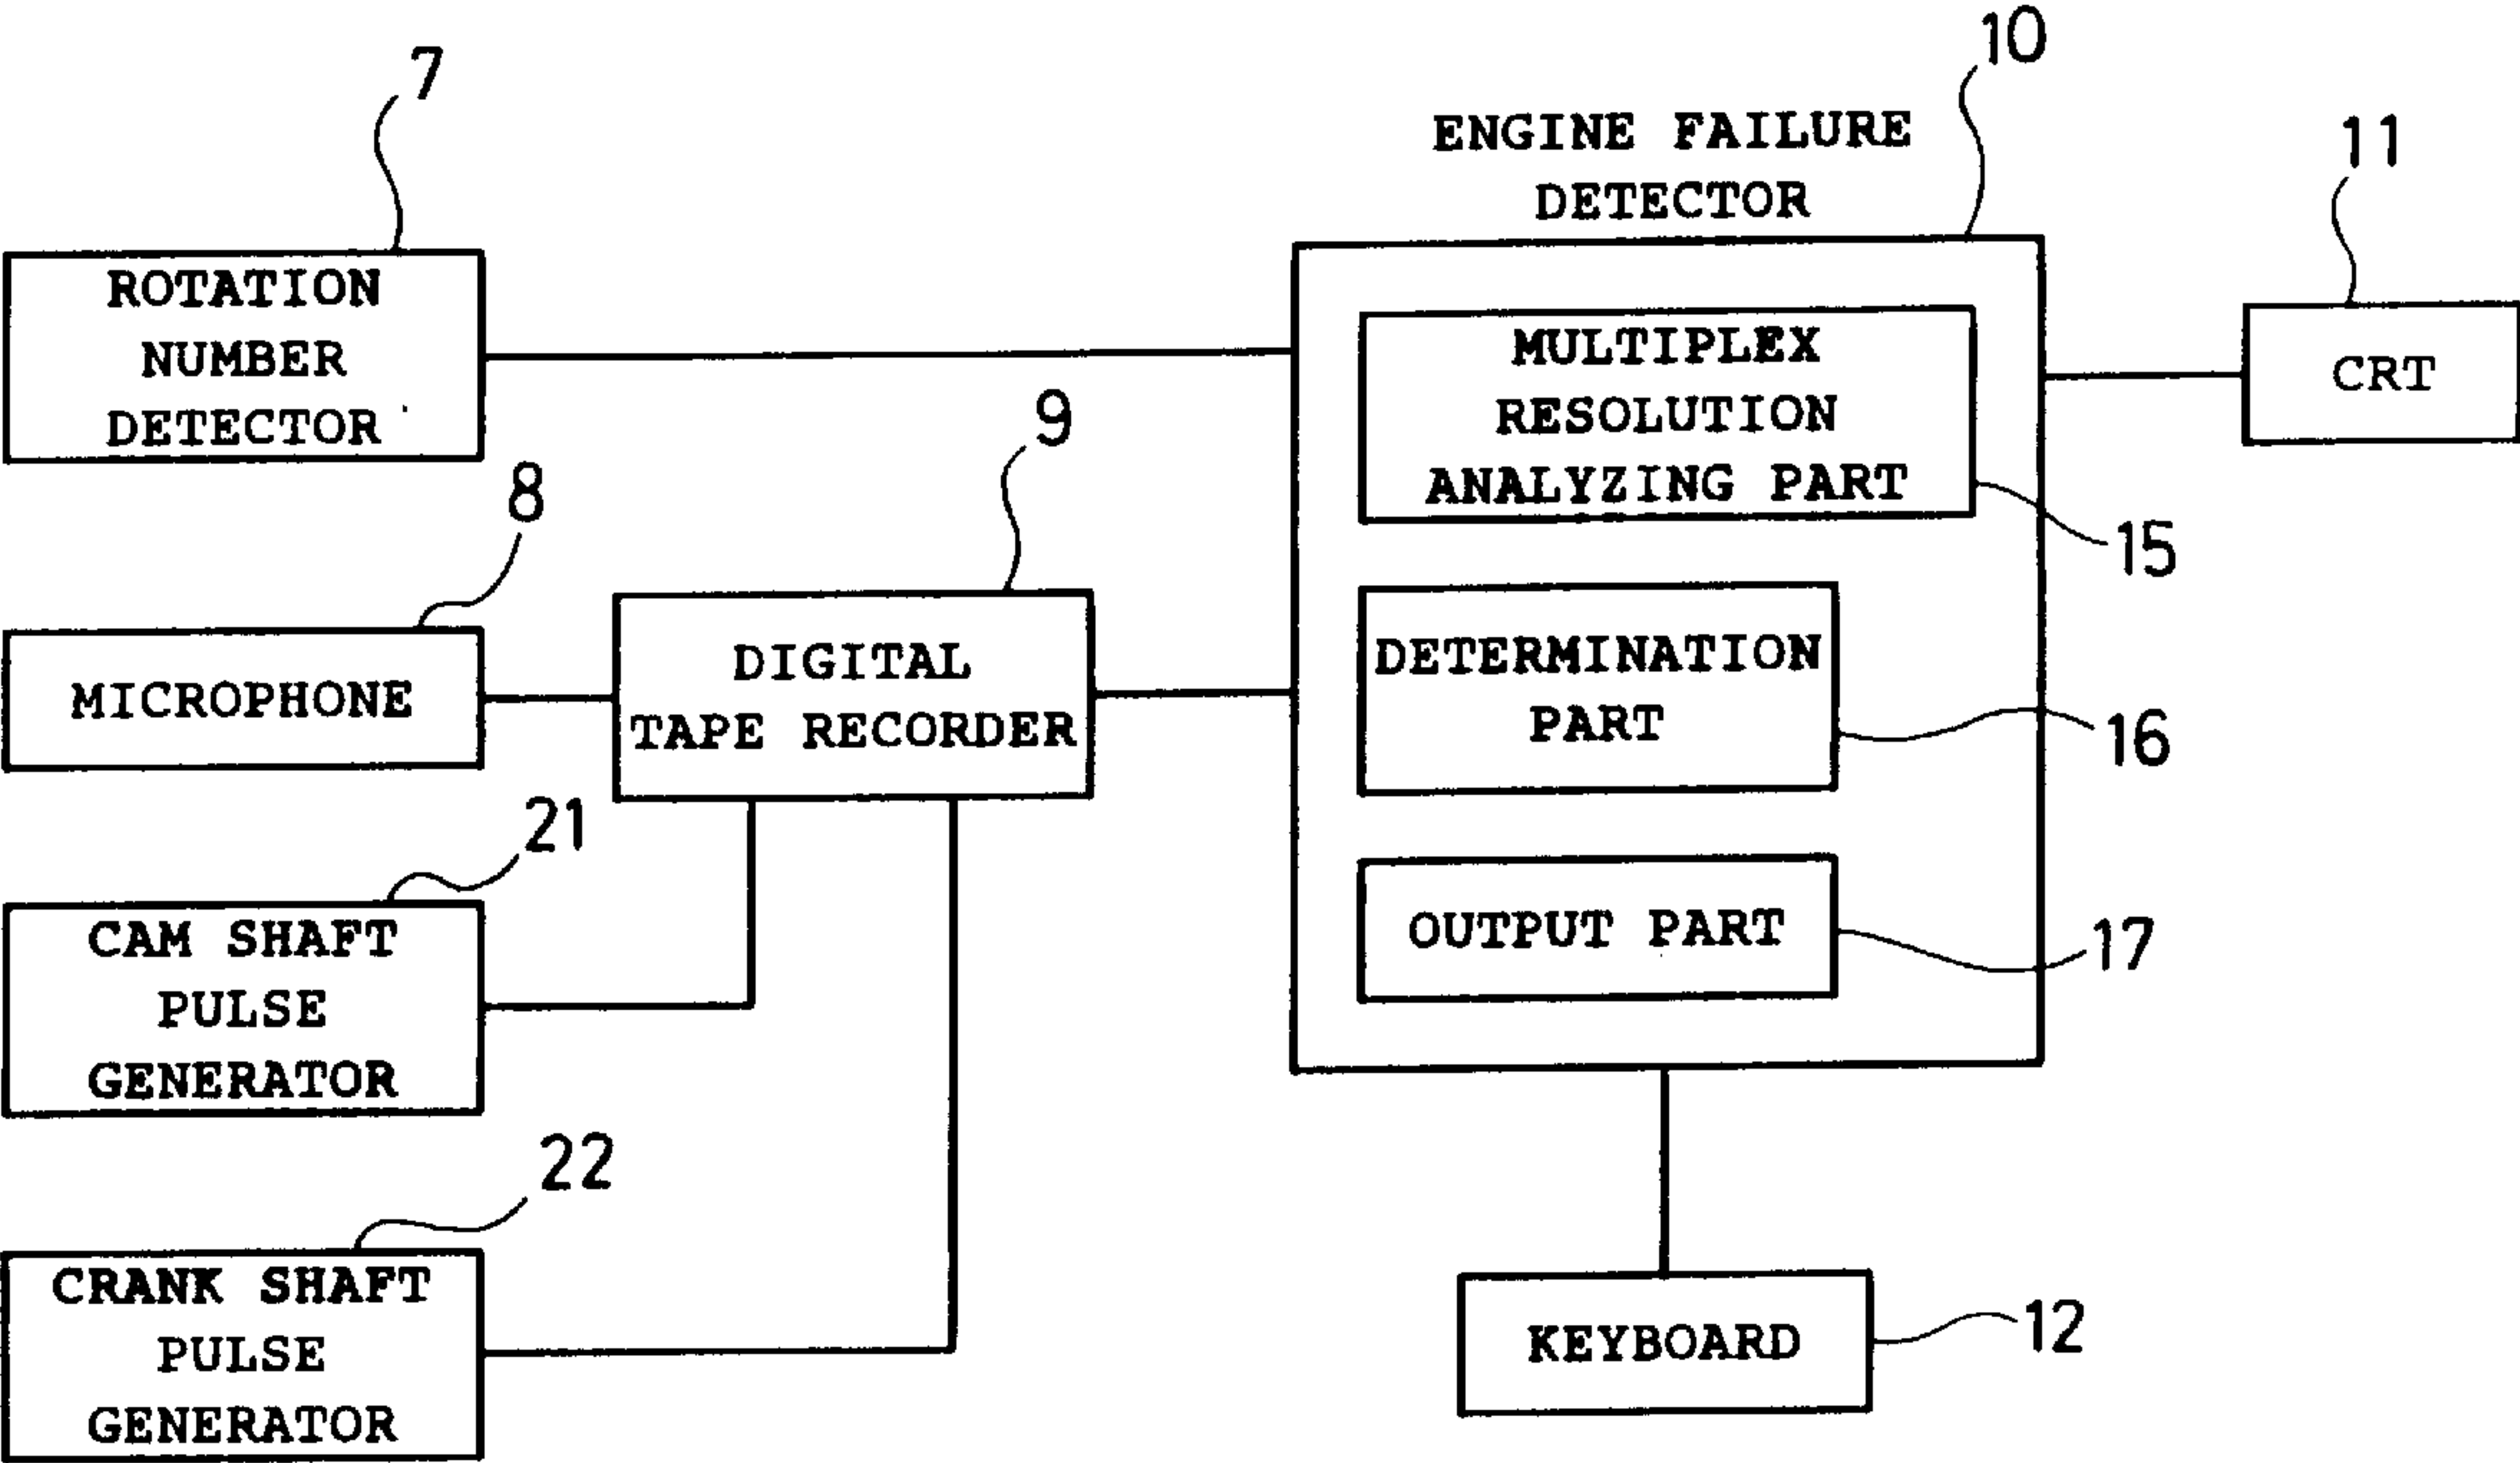 7
ROTATION
NUMBER
DETECTOR
8
MICROPHONE
9
DIGITAL
TAPE RECORDER
21
CAM SHAFT
PULSE
GENERATOR
22
CRANK SHAFT
PULSE
GENERATOR
10
ENGINE FAILURE
DETECTOR
MULTIPLEX
RESOLUTION
ANALYZING PART
15
DETERMINATION
PART
16
OUTPUT PART
17
11
CRT
KEYBOARD
12